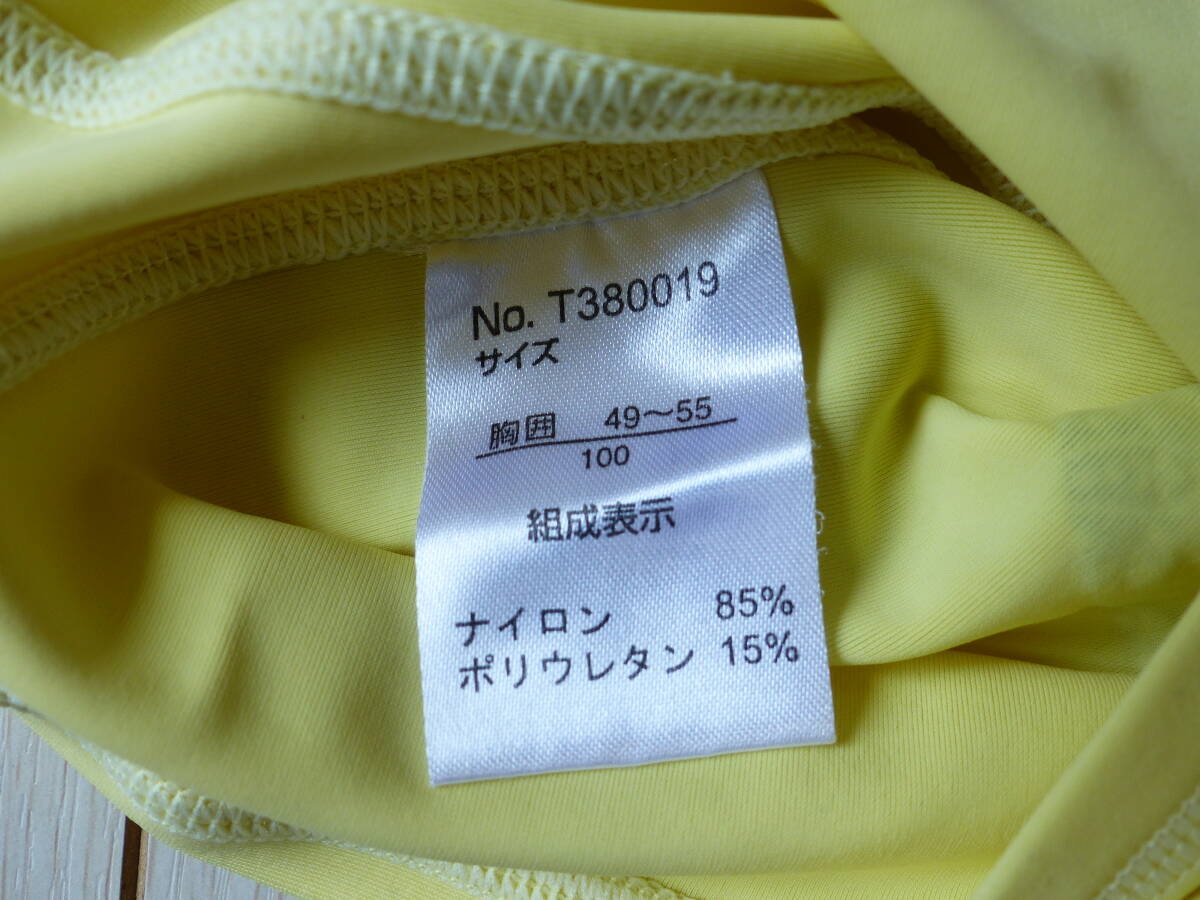 No. T380019
サイズ
胸囲 49〜55
100
組成表示
ナイロン 85%
ポリウレタン 15%